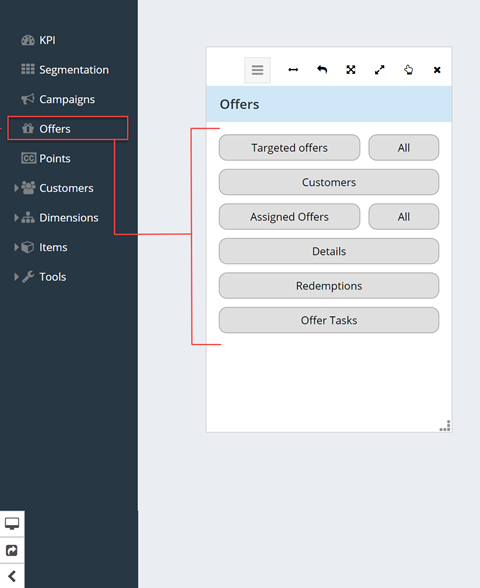 KPI
Segmentation
Campaigns
Offers
CC Points
Customers
Dimensions
Items
Tools
Offers
Targeted offers All
Customers
Assigned Offers All
Details
Redemptions
Offer Tasks